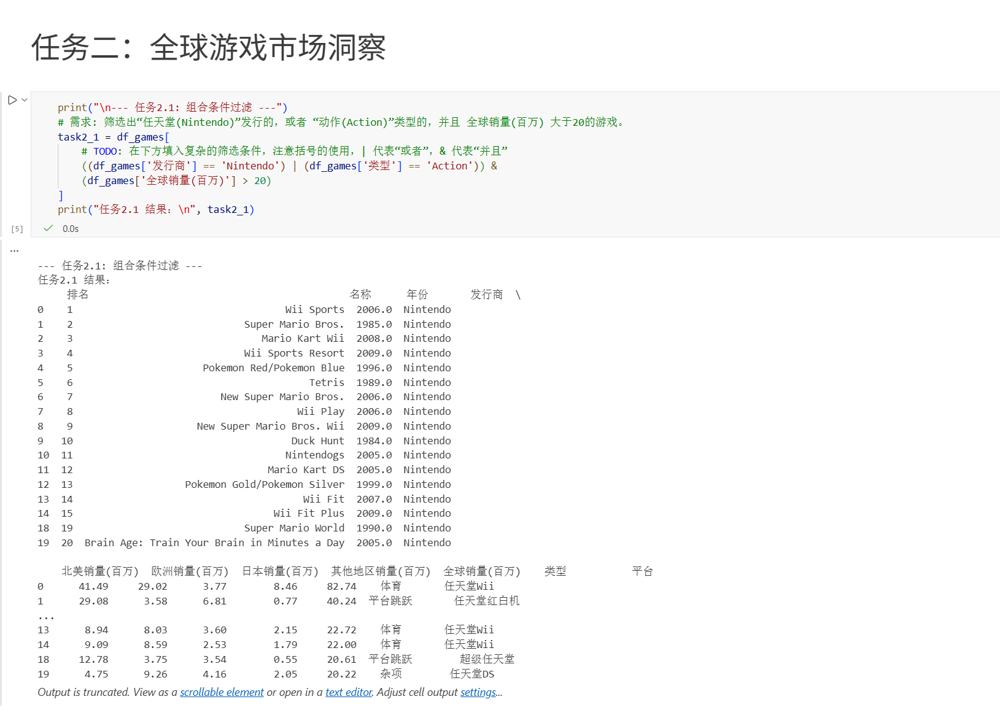 任务二：全球游戏市场洞察
print("\n--- 任务2.1: 组合条件过滤 ---")
# 需求: 筛选出“任天堂(Nintendo)”发行的，或者 “动作(Action)”类型的，并且 全球销量(百万) 大于20的游戏。
task2_1 = df_games[
# TODO: 在下方填入复杂的筛选条件，注意括号的使用，| 代表“或者”，& 代表“并且”
((df_games['发行商'] == 'Nintendo') | (df_games['类型'] == 'Action')) &
(df_games['全球销量(百万)'] > 20)
]
print("任务2.1 结果：\n", task2_1)
[5] 0.0s
...
--- 任务2.1: 组合条件过滤 ---
任务2.1 结果：
排名 名称 年份 发行商 \
0 1 Wii Sports 2006.0 Nintendo
1 2 Super Mario Bros. 1985.0 Nintendo
2 3 Mario Kart Wii 2008.0 Nintendo
3 4 Wii Sports Resort 2009.0 Nintendo
4 5 Pokemon Red/Pokemon Blue 1996.0 Nintendo
5 6 Tetris 1989.0 Nintendo
6 7 New Super Mario Bros. 2006.0 Nintendo
7 8 Wii Play 2006.0 Nintendo
8 9 New Super Mario Bros. Wii 2009.0 Nintendo
9 10 Duck Hunt 1984.0 Nintendo
10 11 Nintendogs 2005.0 Nintendo
11 12 Mario Kart DS 2005.0 Nintendo
12 13 Pokemon Gold/Pokemon Silver 1999.0 Nintendo
13 14 Wii Fit 2007.0 Nintendo
14 15 Wii Fit Plus 2009.0 Nintendo
18 19 Super Mario World 1990.0 Nintendo
19 20 Brain Age: Train Your Brain in Minutes a Day 2005.0 Nintendo
北美销量(百万) 欧洲销量(百万) 日本销量(百万) 其他地区销量(百万) 全球销量(百万) 类型 平台
0 41.49 29.02 3.77 8.46 82.74 体育 任天堂Wii
1 29.08 3.58 6.81 0.77 40.24 平台跳跃 任天堂红白机
...
13 8.94 8.03 3.60 2.15 22.72 体育 任天堂Wii
14 9.09 8.59 2.53 1.79 22.00 体育 任天堂Wii
18 12.78 3.75 3.54 0.55 20.61 平台跳跃 超级任天堂
19 4.75 9.26 4.16 2.05 20.22 杂项 任天堂DS
Output is truncated. View as a scrollable element or open in a text editor. Adjust cell output settings...